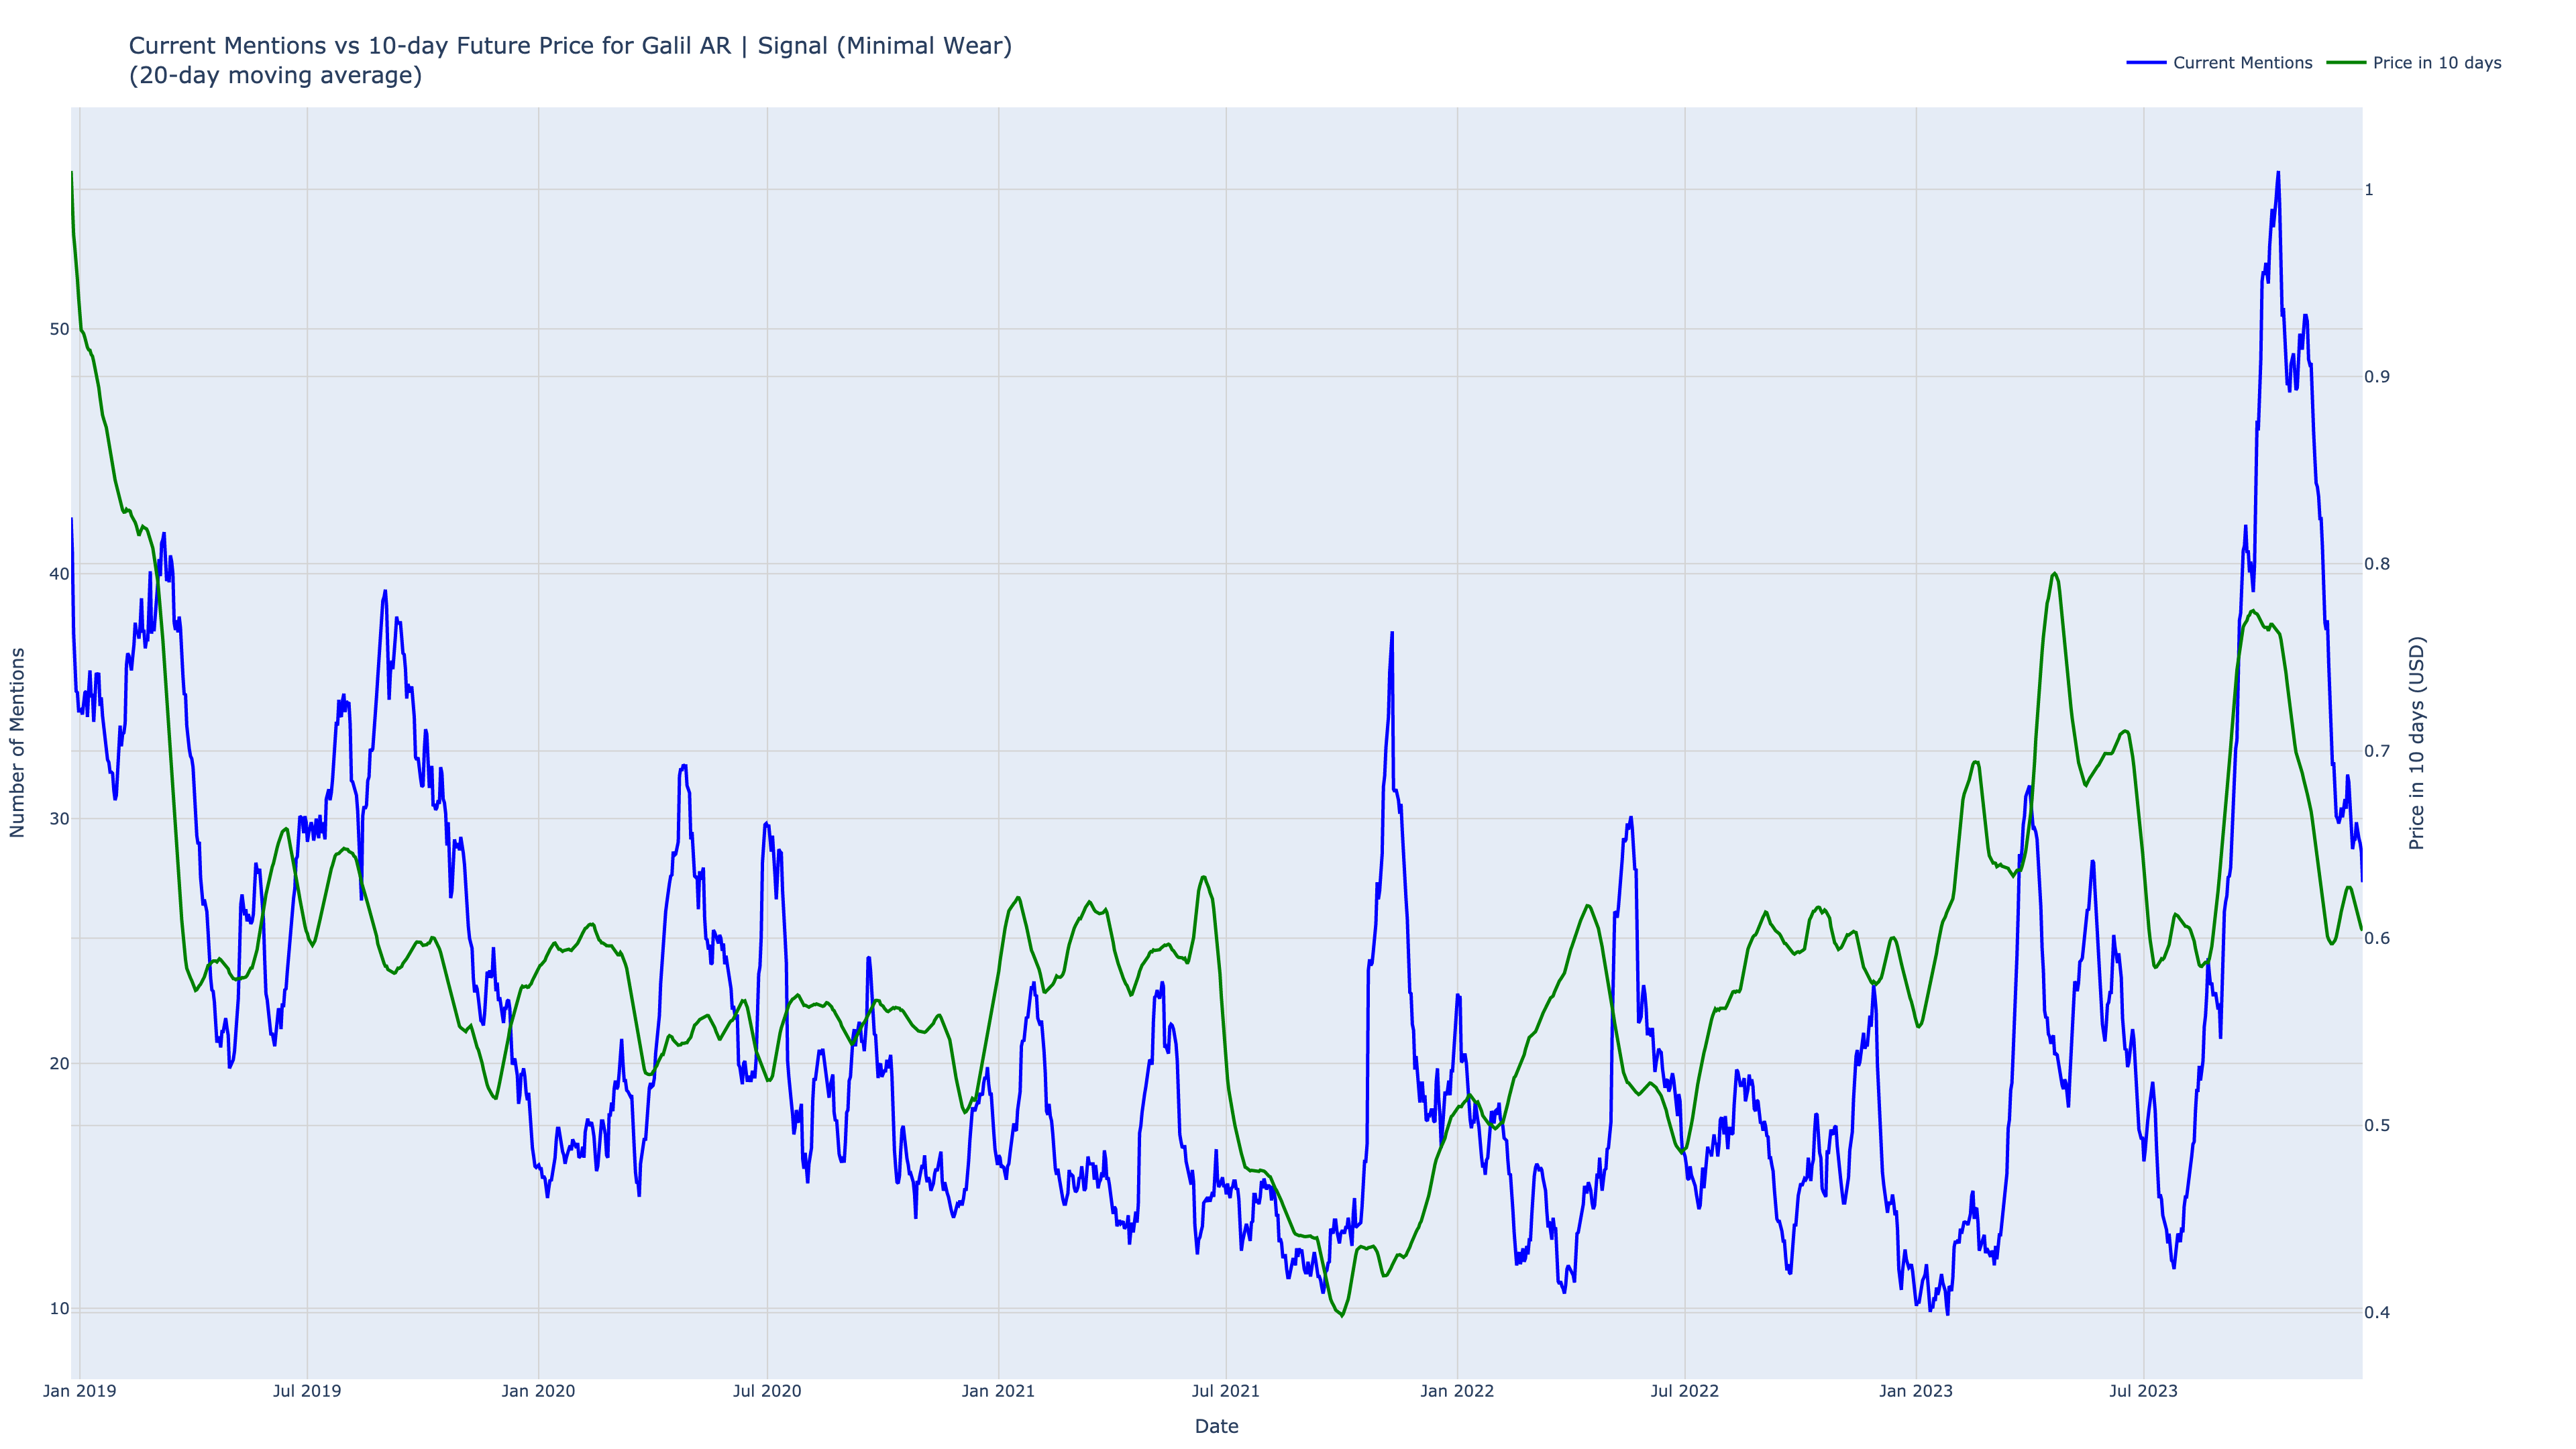 Current Mentions vs 10-day Future Price for Galil AR | Signal (Minimal Wear)
(20-day moving average)
Current Mentions
Price in 10 days
Number of Mentions
50
40
30
20
10
1
0.9
0.8
0.7
0.6
0.5
0.4
Price in 10 days (USD)
Jan 2019
Jul 2019
Jan 2020
Jul 2020
Jan 2021
Jul 2021
Jan 2022
Jul 2022
Jan 2023
Jul 2023
Date